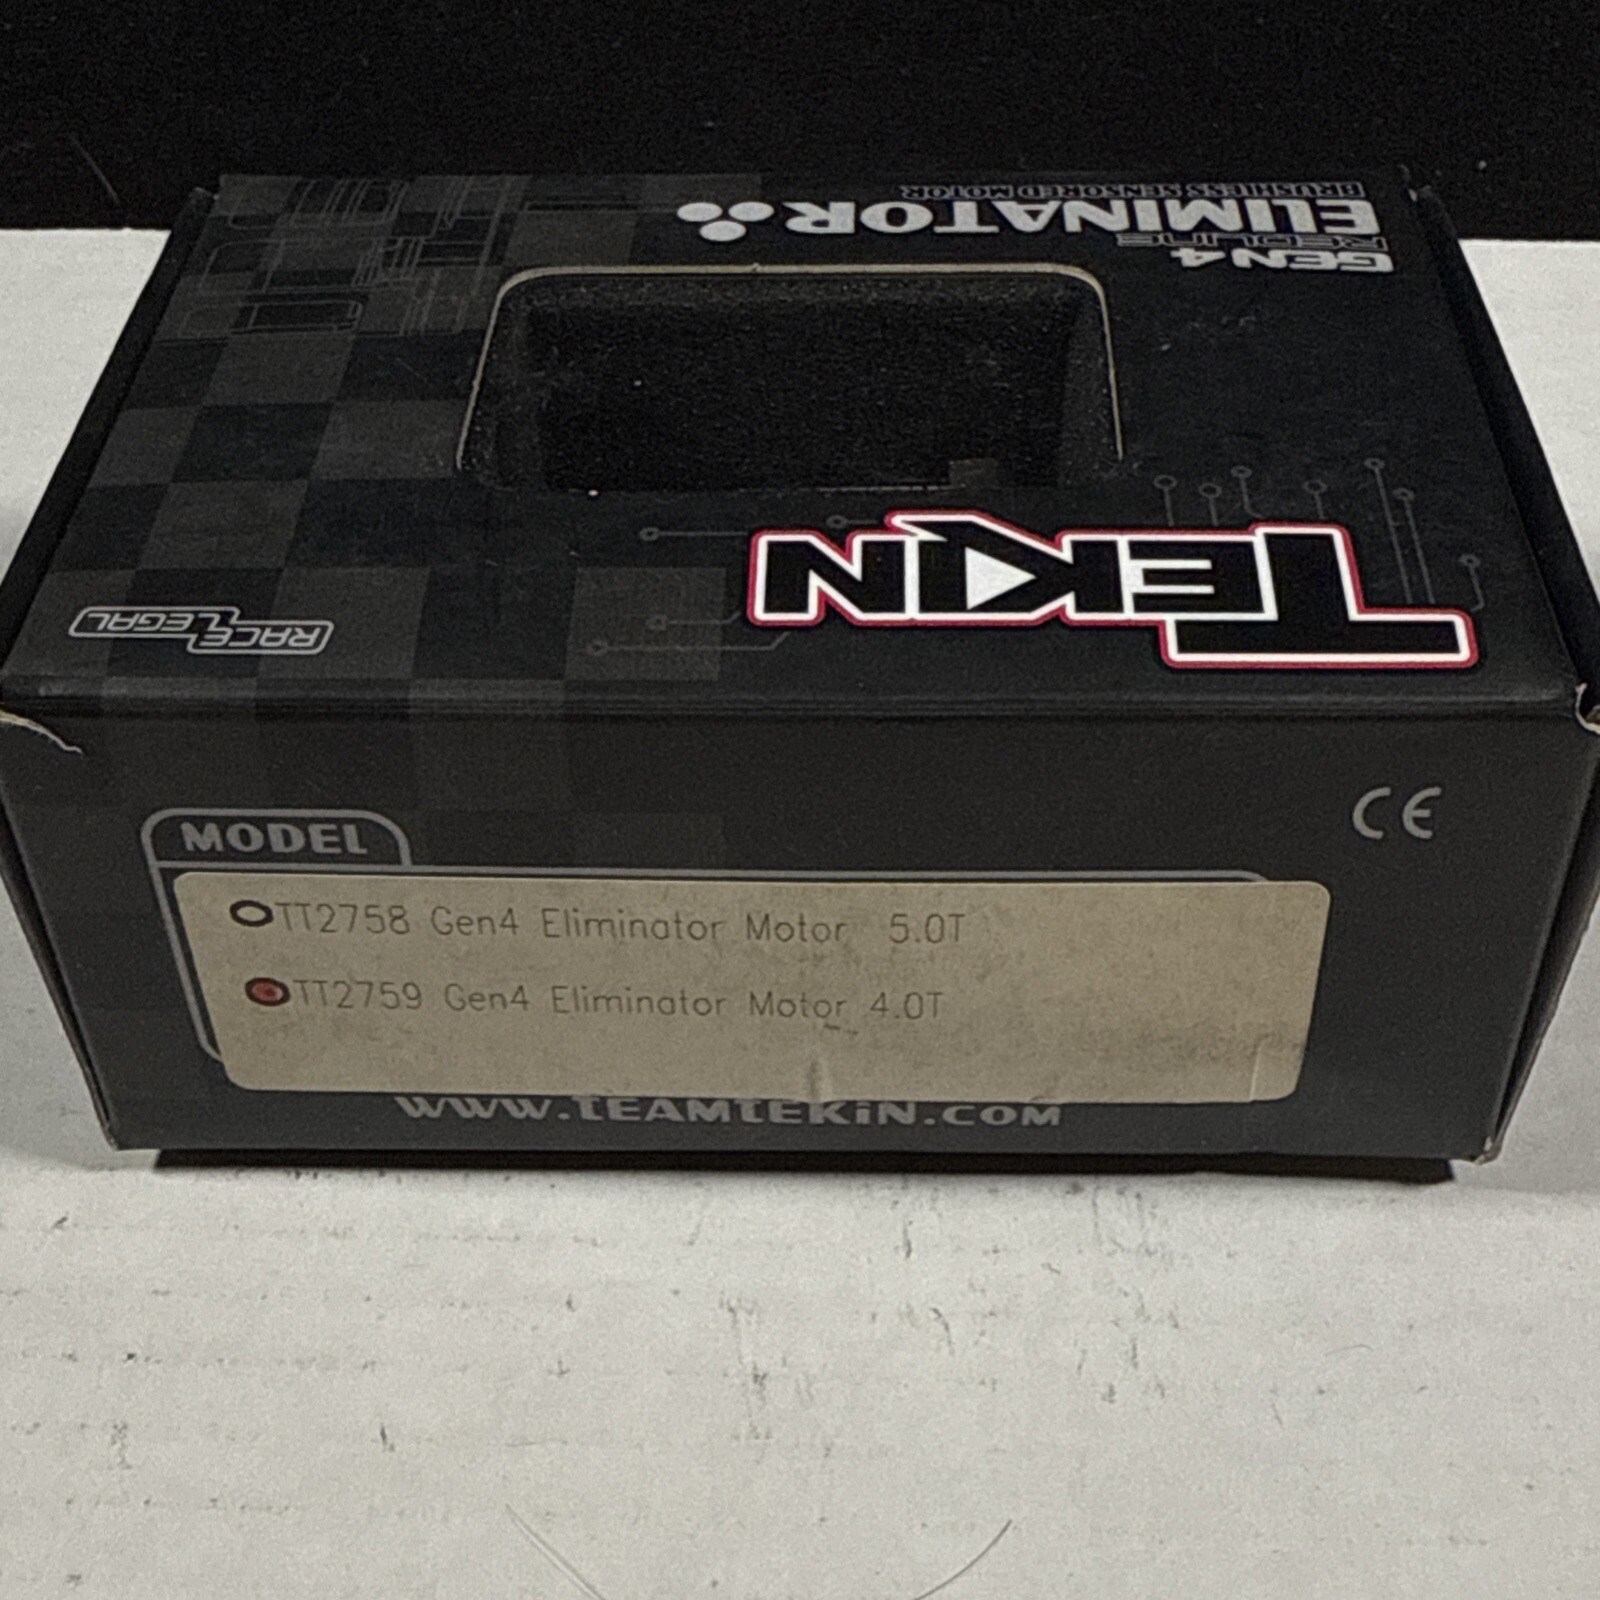 BRUSHLESS SENSORED MOTOR
ELIMINATOR
REDLINE
GEN4
TEKIN
RACE LEGAL
CE
MODEL
TT2758 Gen4 Eliminator Motor 5.0T
TT2759 Gen4 Eliminator Motor 4.0T
www.teamtekin.com